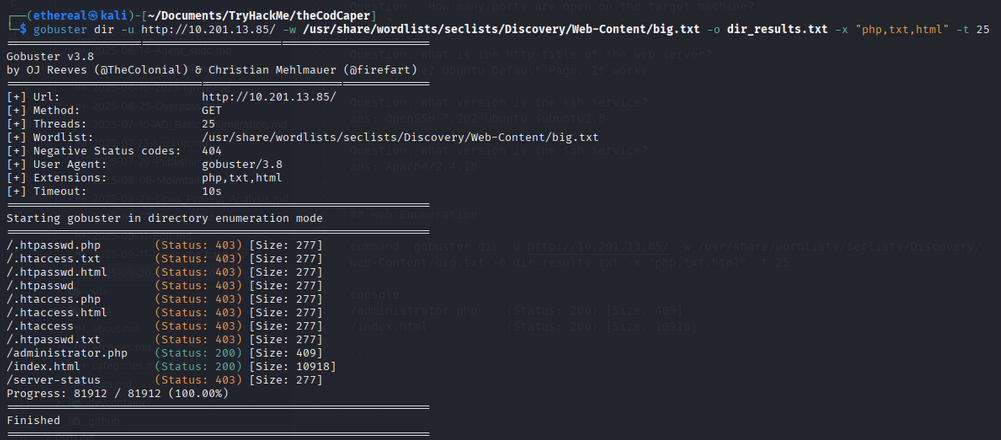 ┌──(ethereal㉿kali)-[~/Documents/TryHackMe/theCodCaper]
└─$ gobuster dir -u http://10.201.13.85/ -w /usr/share/wordlists/seclists/Discovery/Web-Content/big.txt -o dir_results.txt -x "php,txt,html" -t 25
===============================================================
Gobuster v3.8
by OJ Reeves (@TheColonial) & Christian Mehlmauer (@firefart)
===============================================================
[+] Url: http://10.201.13.85/
[+] Method: GET
[+] Threads: 25
[+] Wordlist: /usr/share/wordlists/seclists/Discovery/Web-Content/big.txt
[+] Negative Status codes: 404
[+] User Agent: gobuster/3.8
[+] Extensions: php,txt,html
[+] Timeout: 10s
===============================================================
Starting gobuster in directory enumeration mode
===============================================================
/.htpasswd.php (Status: 403) [Size: 277]
/.htaccess.txt (Status: 403) [Size: 277]
/.htpasswd.html (Status: 403) [Size: 277]
/.htpasswd (Status: 403) [Size: 277]
/.htaccess.php (Status: 403) [Size: 277]
/.htaccess.html (Status: 403) [Size: 277]
/.htaccess (Status: 403) [Size: 277]
/.htpasswd.txt (Status: 403) [Size: 277]
/administrator.php (Status: 200) [Size: 409]
/index.html (Status: 200) [Size: 10918]
/server-status (Status: 403) [Size: 277]
Progress: 81912 / 81912 (100.00%)
===============================================================
Finished
===============================================================